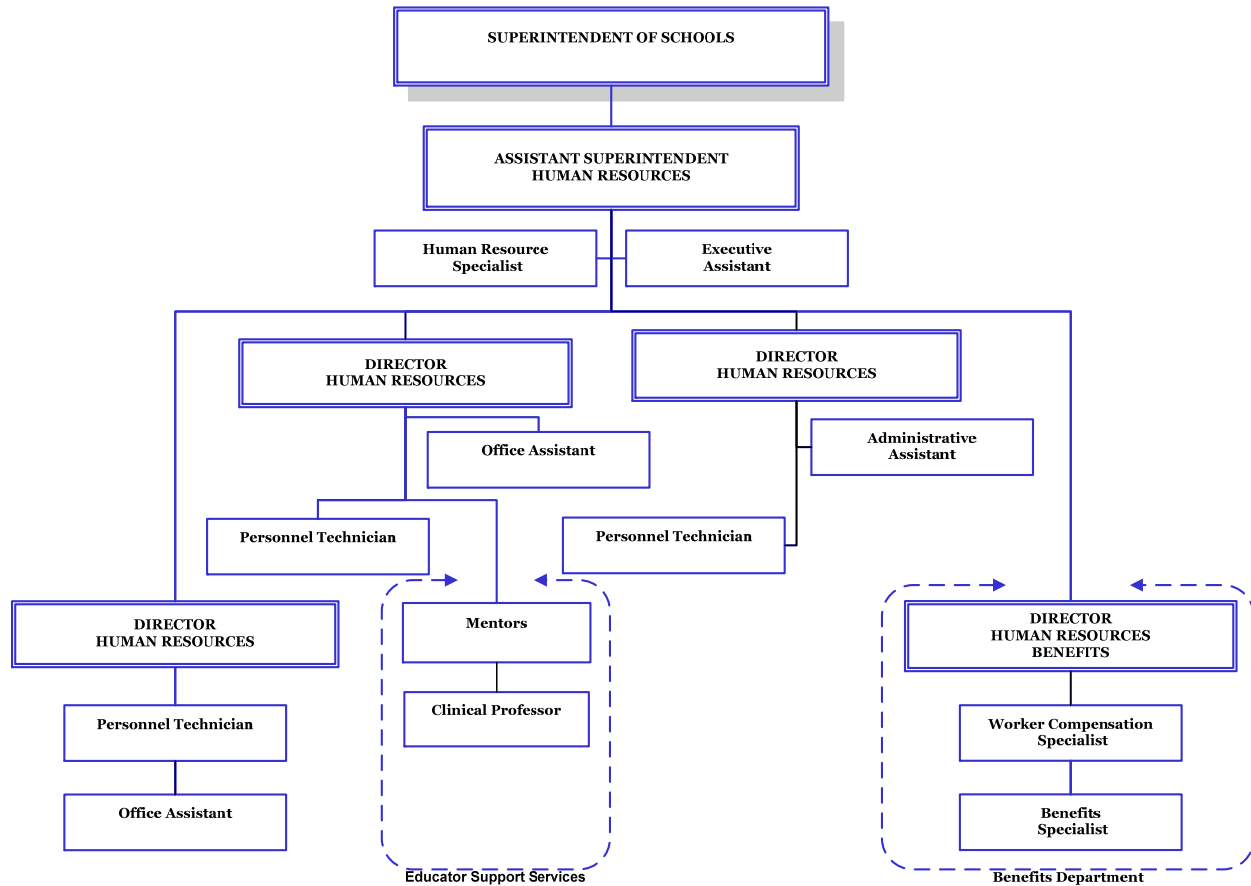 SUPERINTENDENT OF SCHOOLS
ASSISTANT SUPERINTENDENT
HUMAN RESOURCES
Human Resource
Specialist
Executive
Assistant
DIRECTOR
HUMAN RESOURCES
DIRECTOR
HUMAN RESOURCES
Office Assistant
Administrative
Assistant
Personnel Technician
Personnel Technician
DIRECTOR
HUMAN RESOURCES
Mentors
DIRECTOR
HUMAN RESOURCES
BENEFITS
Personnel Technician
Clinical Professor
Worker Compensation
Specialist
Office Assistant
Benefits
Specialist
Educator Support Services
Benefits Department